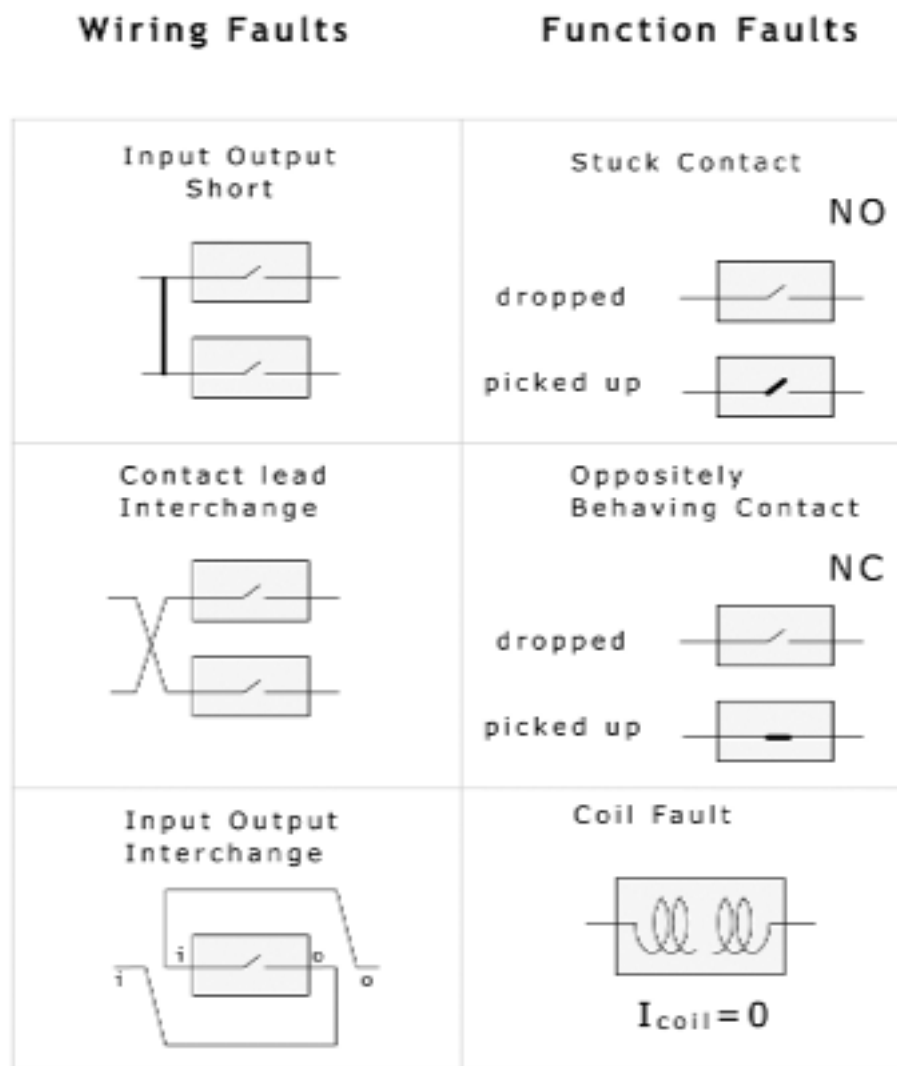 Wiring Faults
Function Faults
Input Output
Short
Stuck Contact
NO
dropped
picked up
Contact lead
Interchange
Oppositely
Behaving Contact
NC
dropped
picked up
Input Output
Interchange
i
o
i
o
Coil Fault
Icoil=0